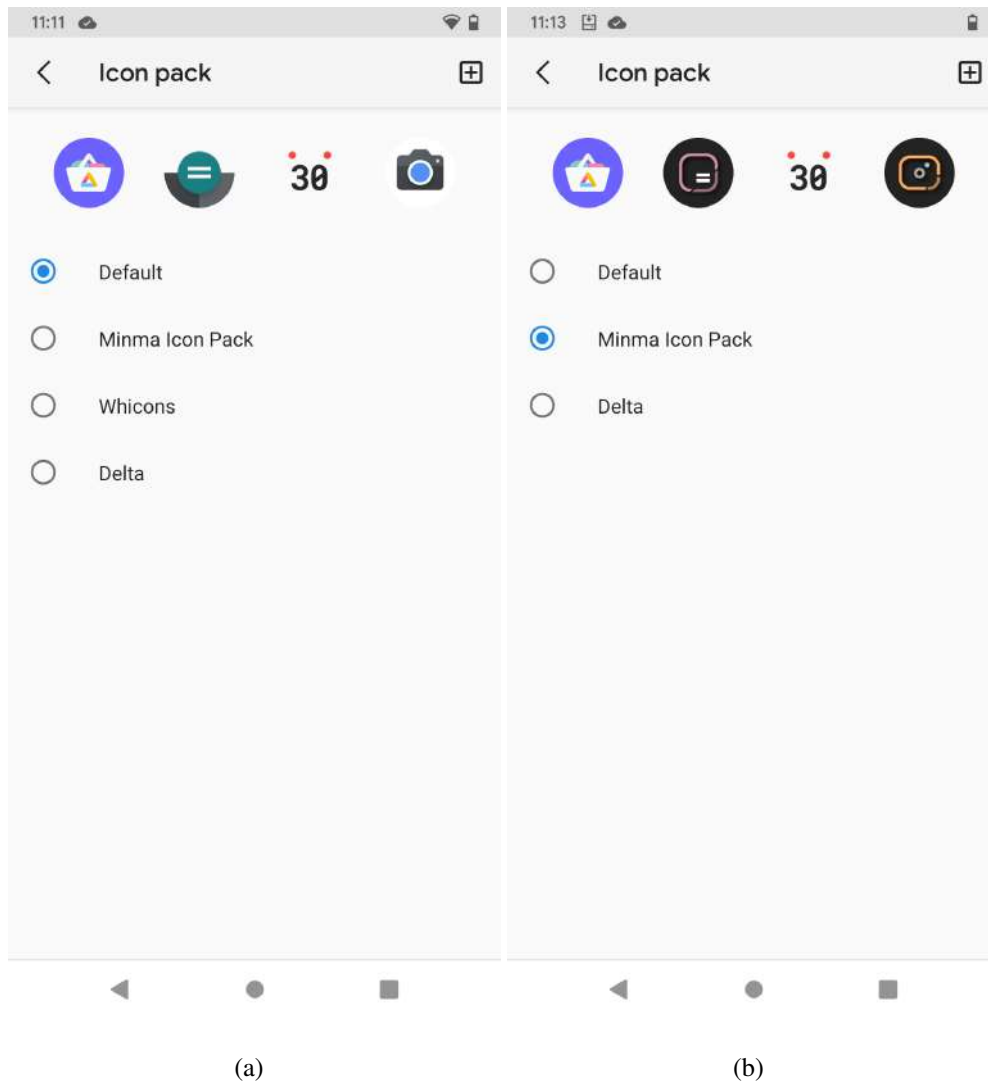 11:11
Icon pack
30
Default
Minma Icon Pack
Whicons
Delta
(a)
11:13
Icon pack
30
Default
Minma Icon Pack
Delta
(b)